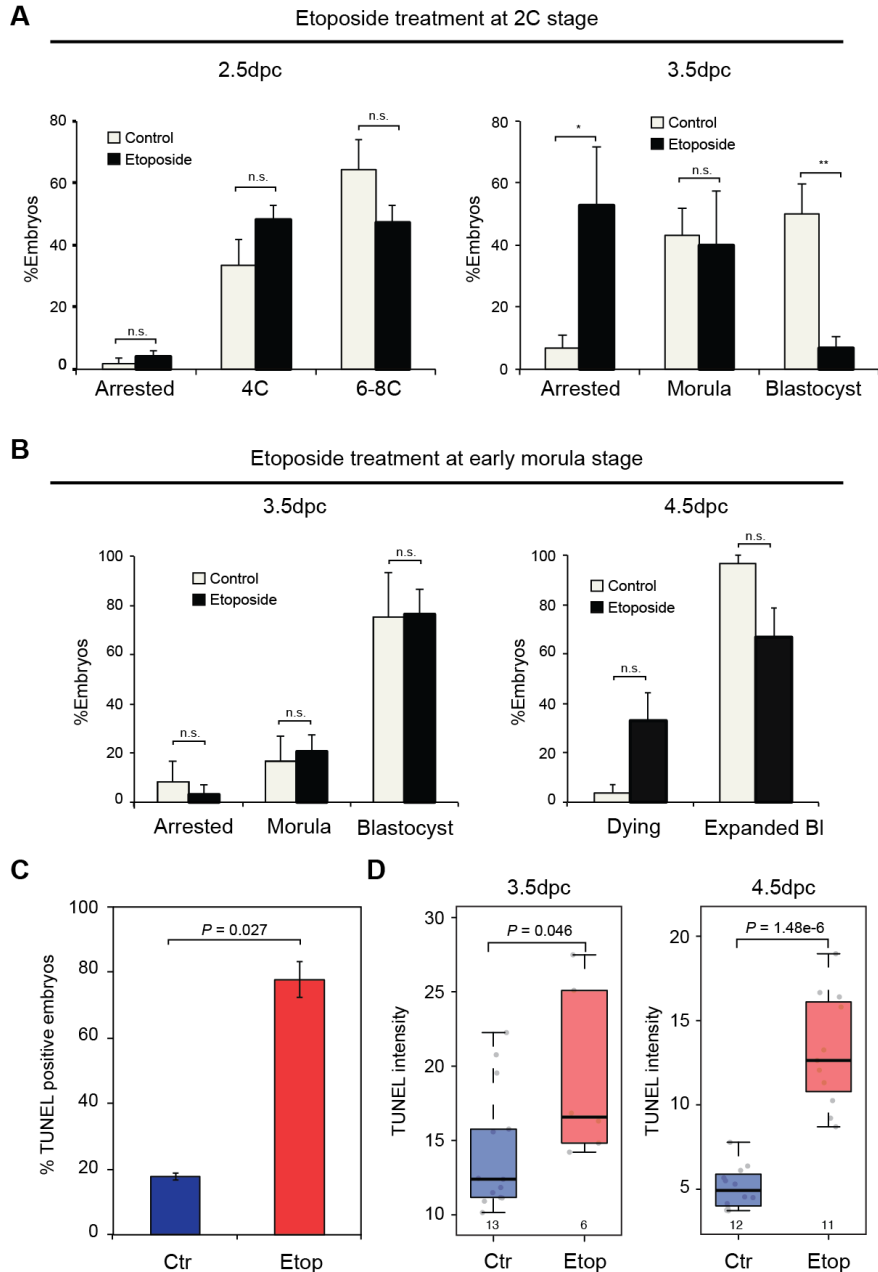 A
Etoposide treatment at 2C stage
2.5dpc
3.5dpc
80
60
40
20
0
%Embryos
Control
Etoposide
n.s.
n.s.
n.s.
Arrested
4C
6-8C
80
60
40
20
0
%Embryos
Control
Etoposide
*
n.s.
**
Arrested
Morula
Blastocyst
B
Etoposide treatment at early morula stage
3.5dpc
4.5dpc
100
80
60
40
20
0
%Embryos
Control
Etoposide
n.s.
n.s.
n.s.
Arrested
Morula
Blastocyst
100
80
60
40
20
0
%Embryos
Control
Etoposide
n.s.
n.s.
Dying
Expanded Bl
C
100
80
60
40
20
0
% TUNEL positive embryos
P = 0.027
Ctr
Etop
D
3.5dpc
30
25
20
15
10
TUNEL intensity
P = 0.046
13
6
Ctr
Etop
4.5dpc
20
15
10
5
TUNEL intensity
P = 1.48e-6
12
11
Ctr
Etop